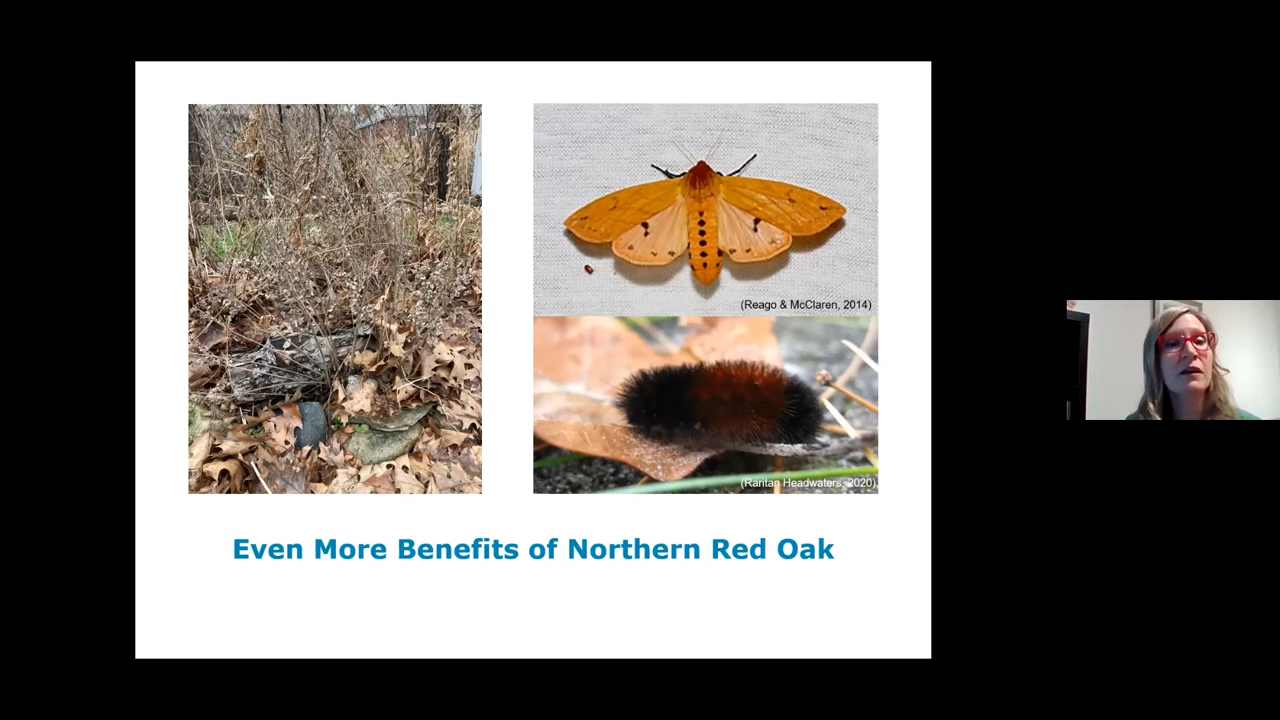 (Reago & McClaren, 2014)
(Raritan Headwaters, 2020)
Even More Benefits of Northern Red Oak